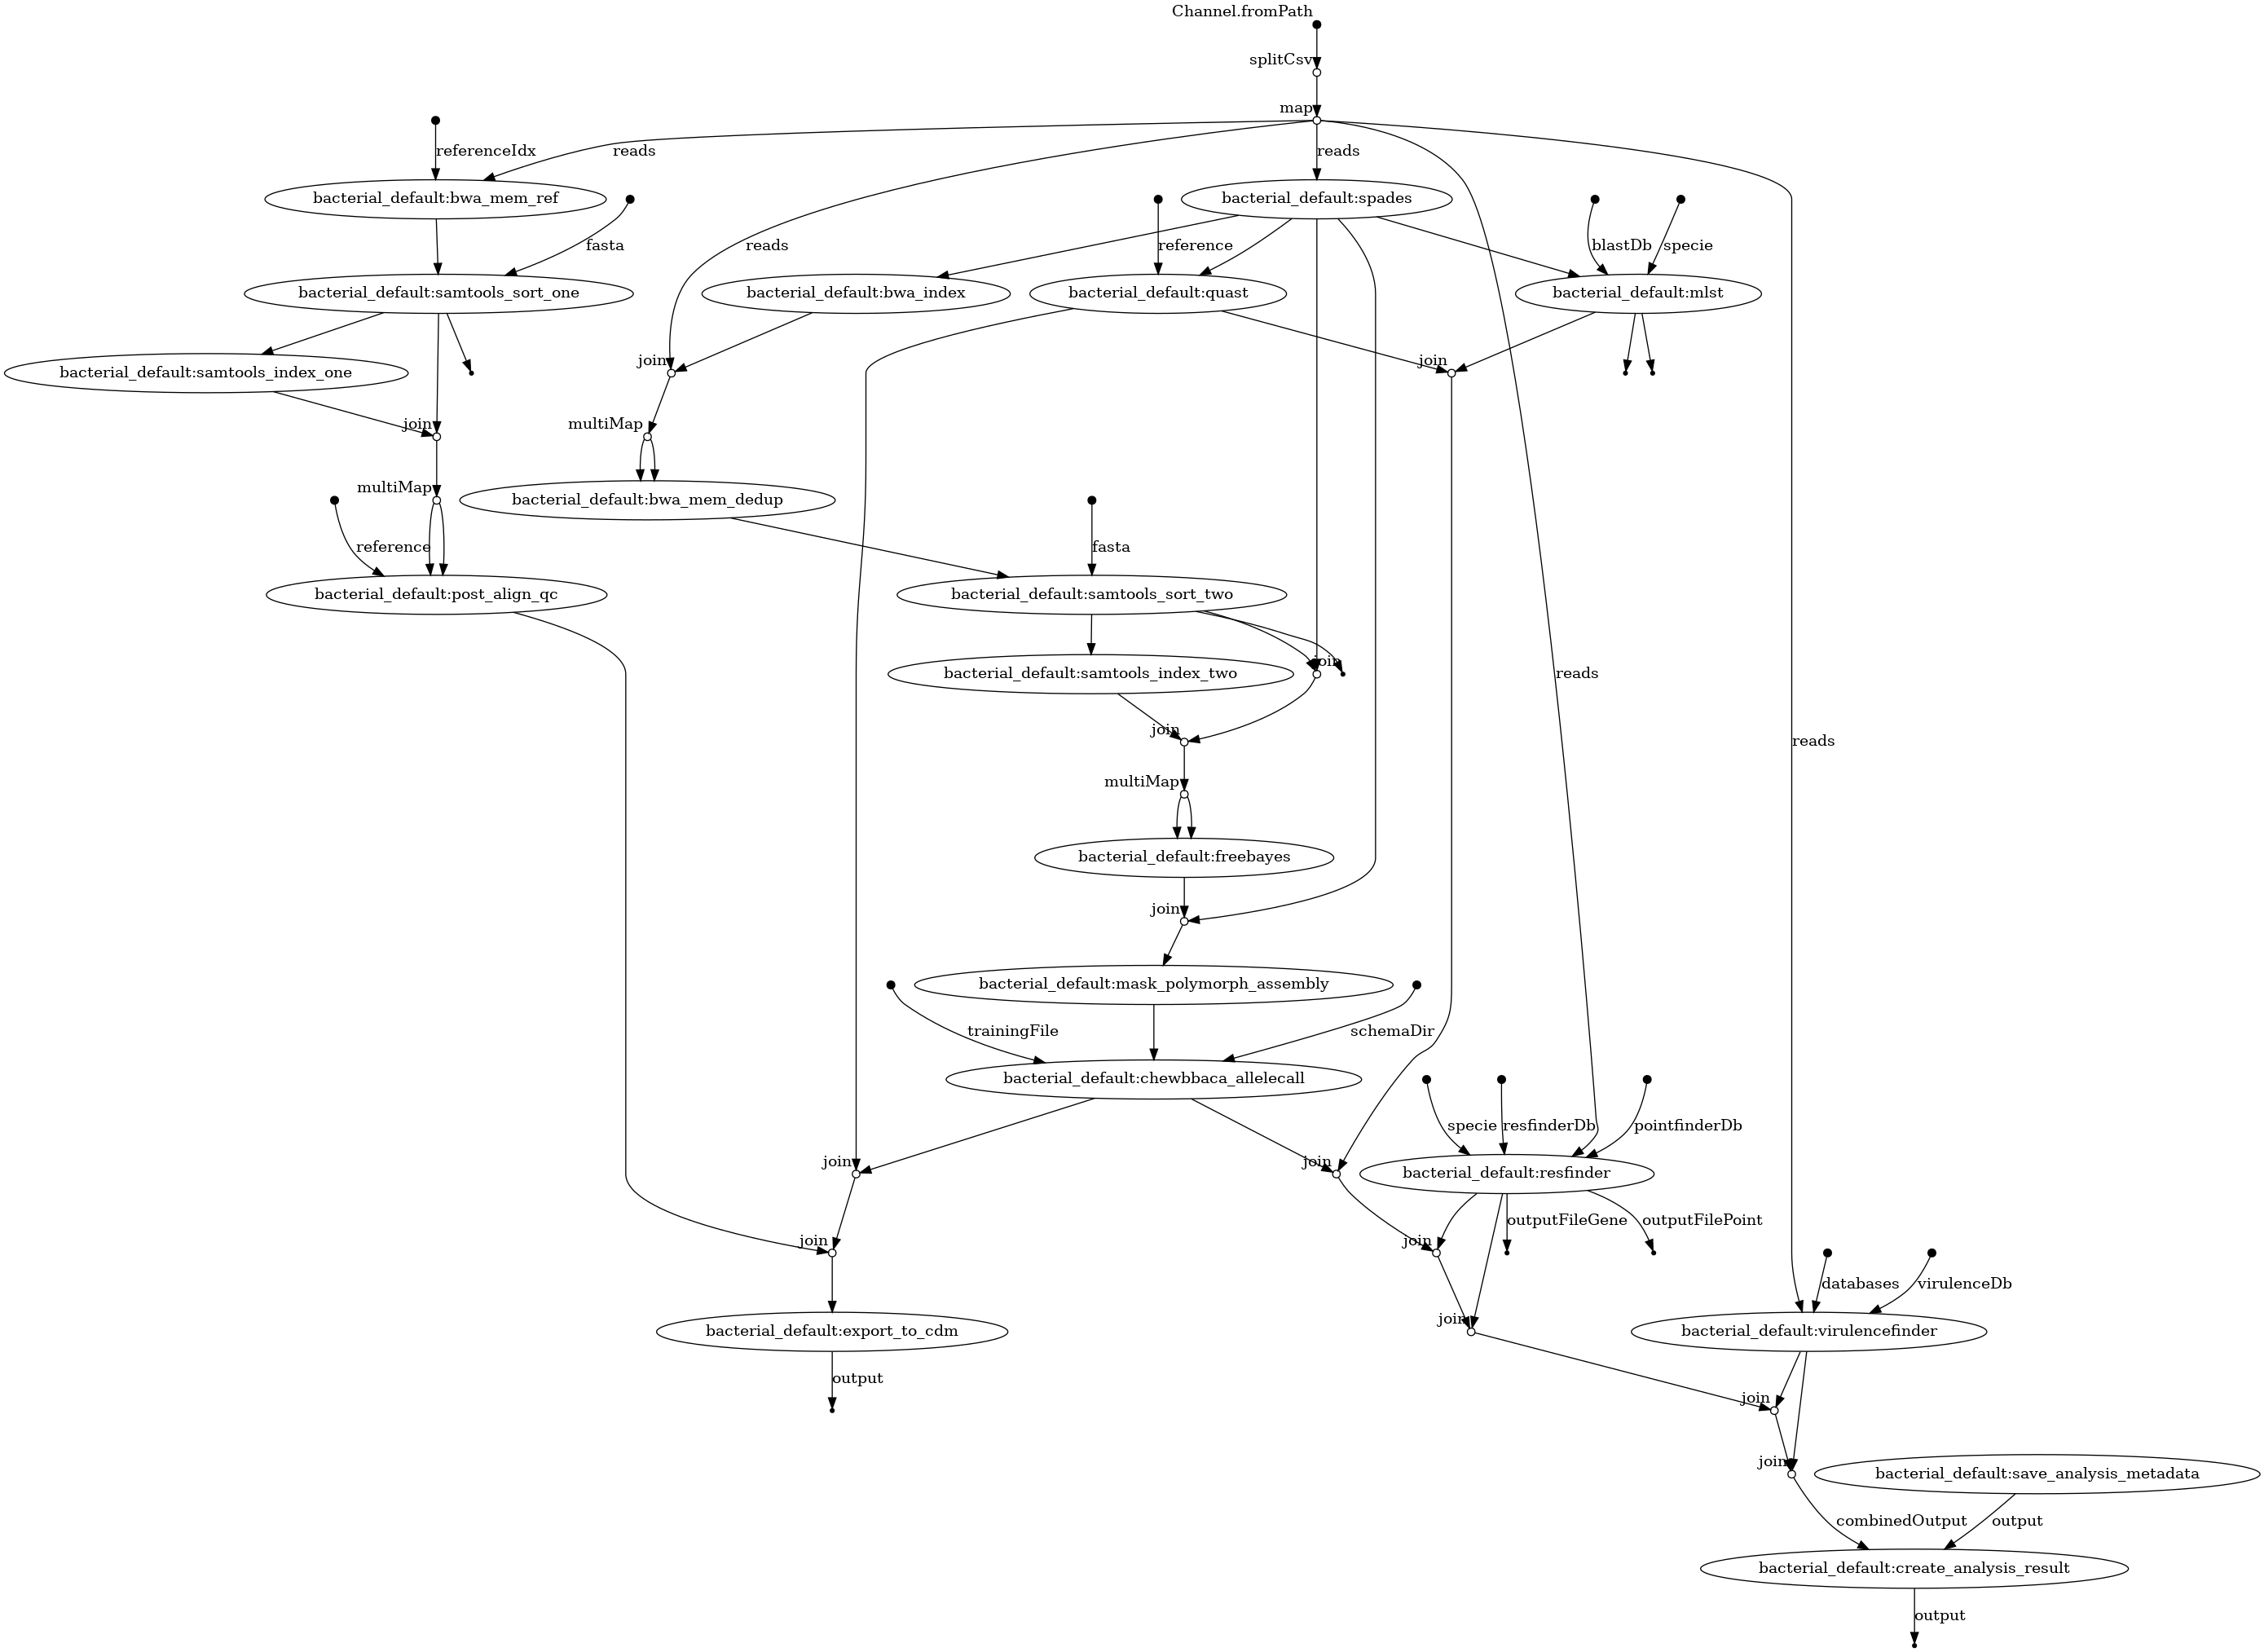 Channel.fromPath
splitCsv
map
referenceIdx
reads
reads
bacterial_default:bwa_mem_ref
bacterial_default:spades
fasta
reads
reference
blastDb
specie
bacterial_default:samtools_sort_one
bacterial_default:bwa_index
bacterial_default:quast
bacterial_default:mlst
bacterial_default:samtools_index_one
join
join
join
multiMap
multiMap
bacterial_default:bwa_mem_dedup
reference
fasta
bacterial_default:post_align_qc
bacterial_default:samtools_sort_two
join
bacterial_default:samtools_index_two
reads
join
reads
multiMap
bacterial_default:freebayes
join
bacterial_default:mask_polymorph_assembly
trainingFile
schemaDir
bacterial_default:chewbbaca_allelecall
specie
resfinderDb
pointfinderDb
join
join
bacterial_default:resfinder
outputFileGene
outputFilePoint
join
join
databases
virulenceDb
join
bacterial_default:export_to_cdm
bacterial_default:virulencefinder
output
join
join
bacterial_default:save_analysis_metadata
combinedOutput
output
bacterial_default:create_analysis_result
output